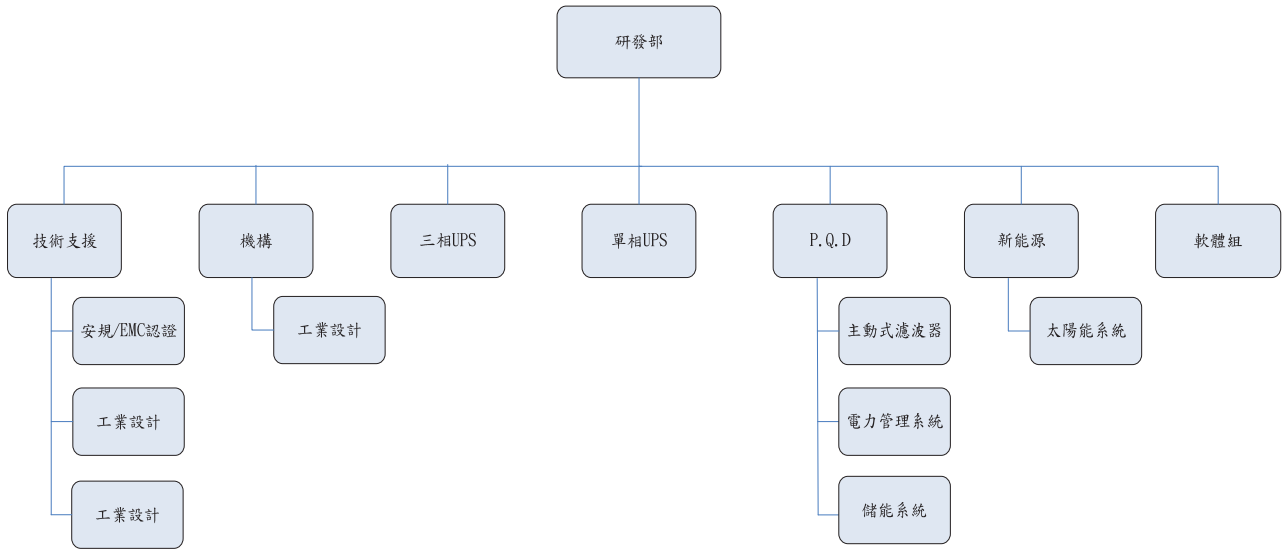 研發部
技術支援
機構
三相UPS
單相UPS
P.Q.D
新能源
軟體組
安規/EMC認證
工業設計
主動式濾波器
太陽能系統
工業設計
電力管理系統
工業設計
儲能系統